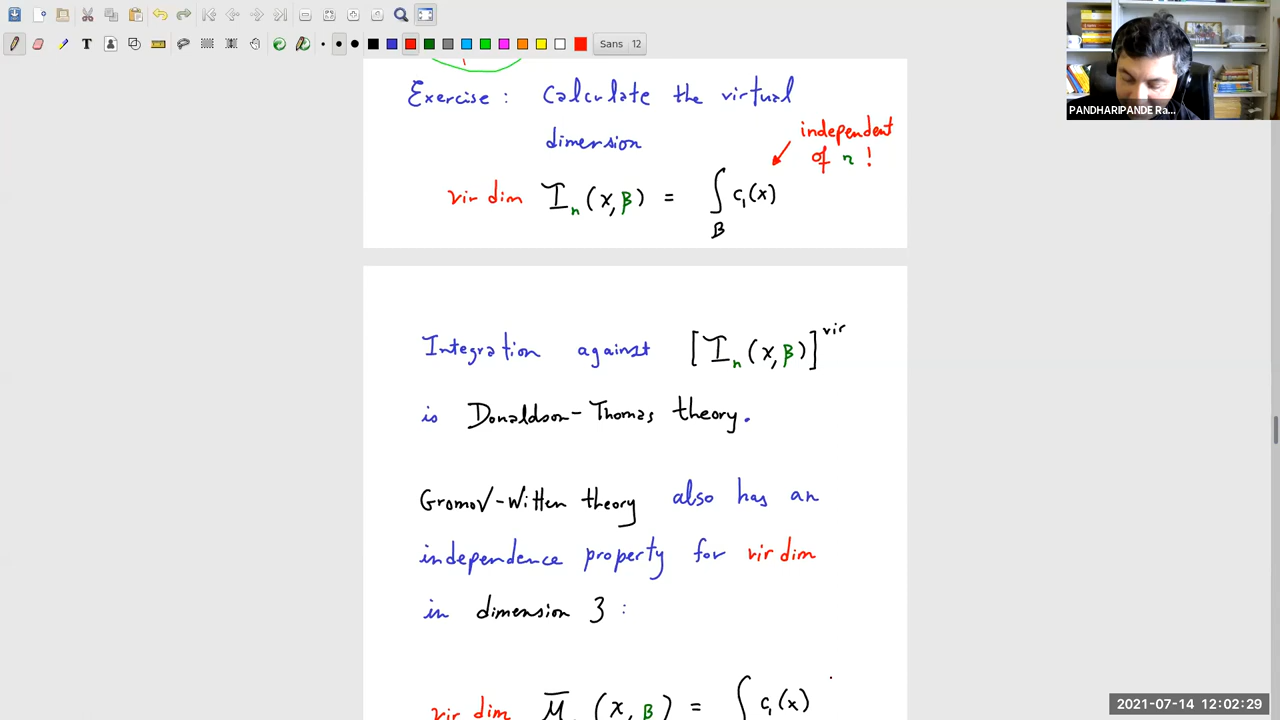 Sans 12
PANDHARIPANDE Ra...
Exercise : Calculate the virtual
dimension
independent
of n !
vir dim I_n (X, β) = ∫_β c_1(X)
Integration against [I_n (X, β)]^vir
is Donaldson-Thomas theory.
Gromov-Witten theory also has an
independence property for vir dim
in dimension 3 :
vir dim M̄ (X, β) = ∫ c_1(X)
2021-07-14 12:02:29